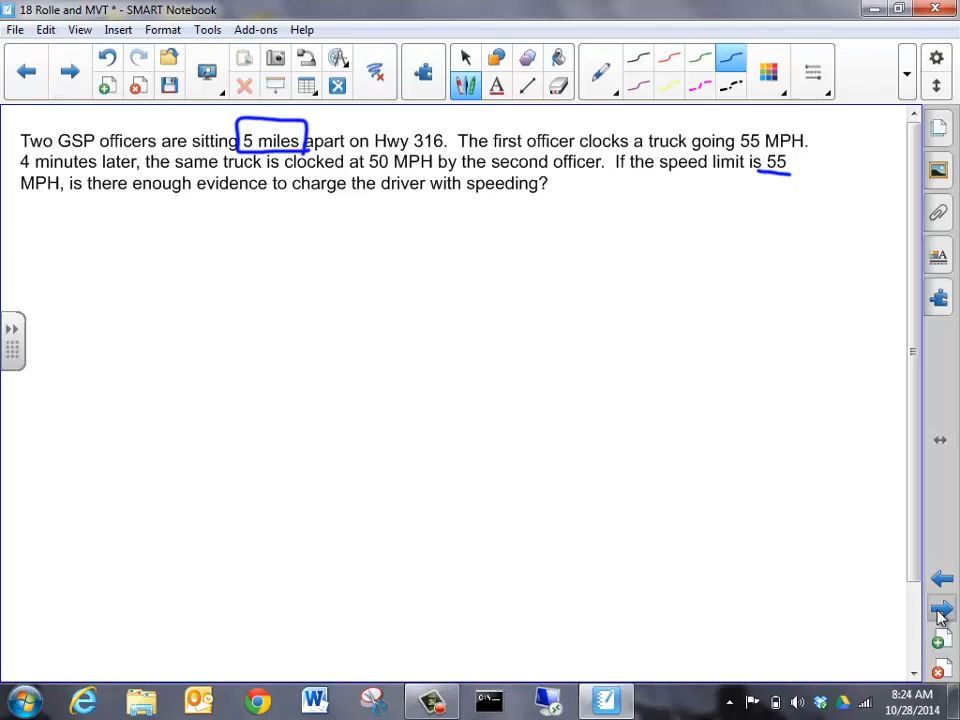 18 Rolle and MVT * - SMART Notebook
File Edit View Insert Format Tools Add-ons Help
Two GSP officers are sitting 5 miles apart on Hwy 316. The first officer clocks a truck going 55 MPH.
4 minutes later, the same truck is clocked at 50 MPH by the second officer. If the speed limit is 55
MPH, is there enough evidence to charge the driver with speeding?
8:24 AM
10/28/2014